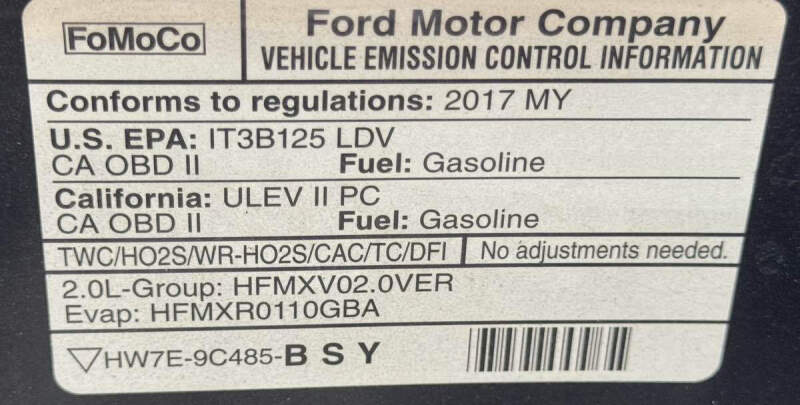 FoMoCo
Ford Motor Company
VEHICLE EMISSION CONTROL INFORMATION
Conforms to regulations: 2017 MY
U.S. EPA: IT3B125 LDV
CA OBD II Fuel: Gasoline
California: ULEV II PC
CA OBD II Fuel: Gasoline
TWC/HO2S/WR-HO2S/CAC/TC/DFI No adjustments needed.
2.0L-Group: HFMXV02.0VER
Evap: HFMXR0110GBA
HW7E-9C485-B S Y